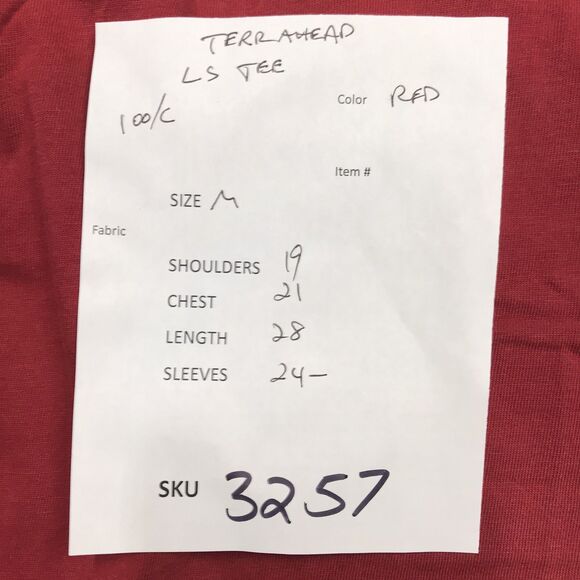 TERRAHEAD
LS TEE
100/C
Color RED
Item #
SIZE M
Fabric
SHOULDERS 19
CHEST 21
LENGTH 28
SLEEVES 24-
SKU 3257